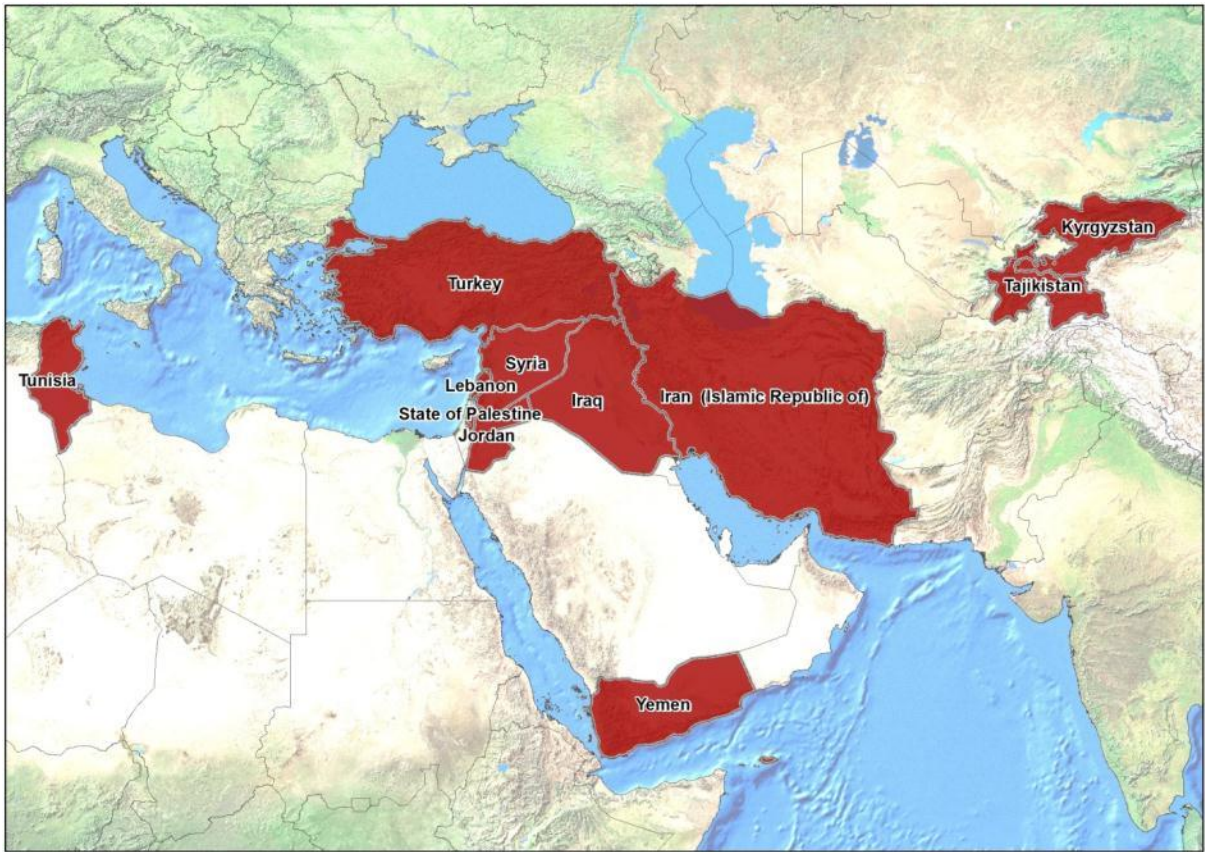 Kyrgyzstan
Turkey
Tajikistan
Syria
Tunisia
Lebanon
Iraq
Iran (Islamic Republic of)
State of Palestine
Jordan
Yemen